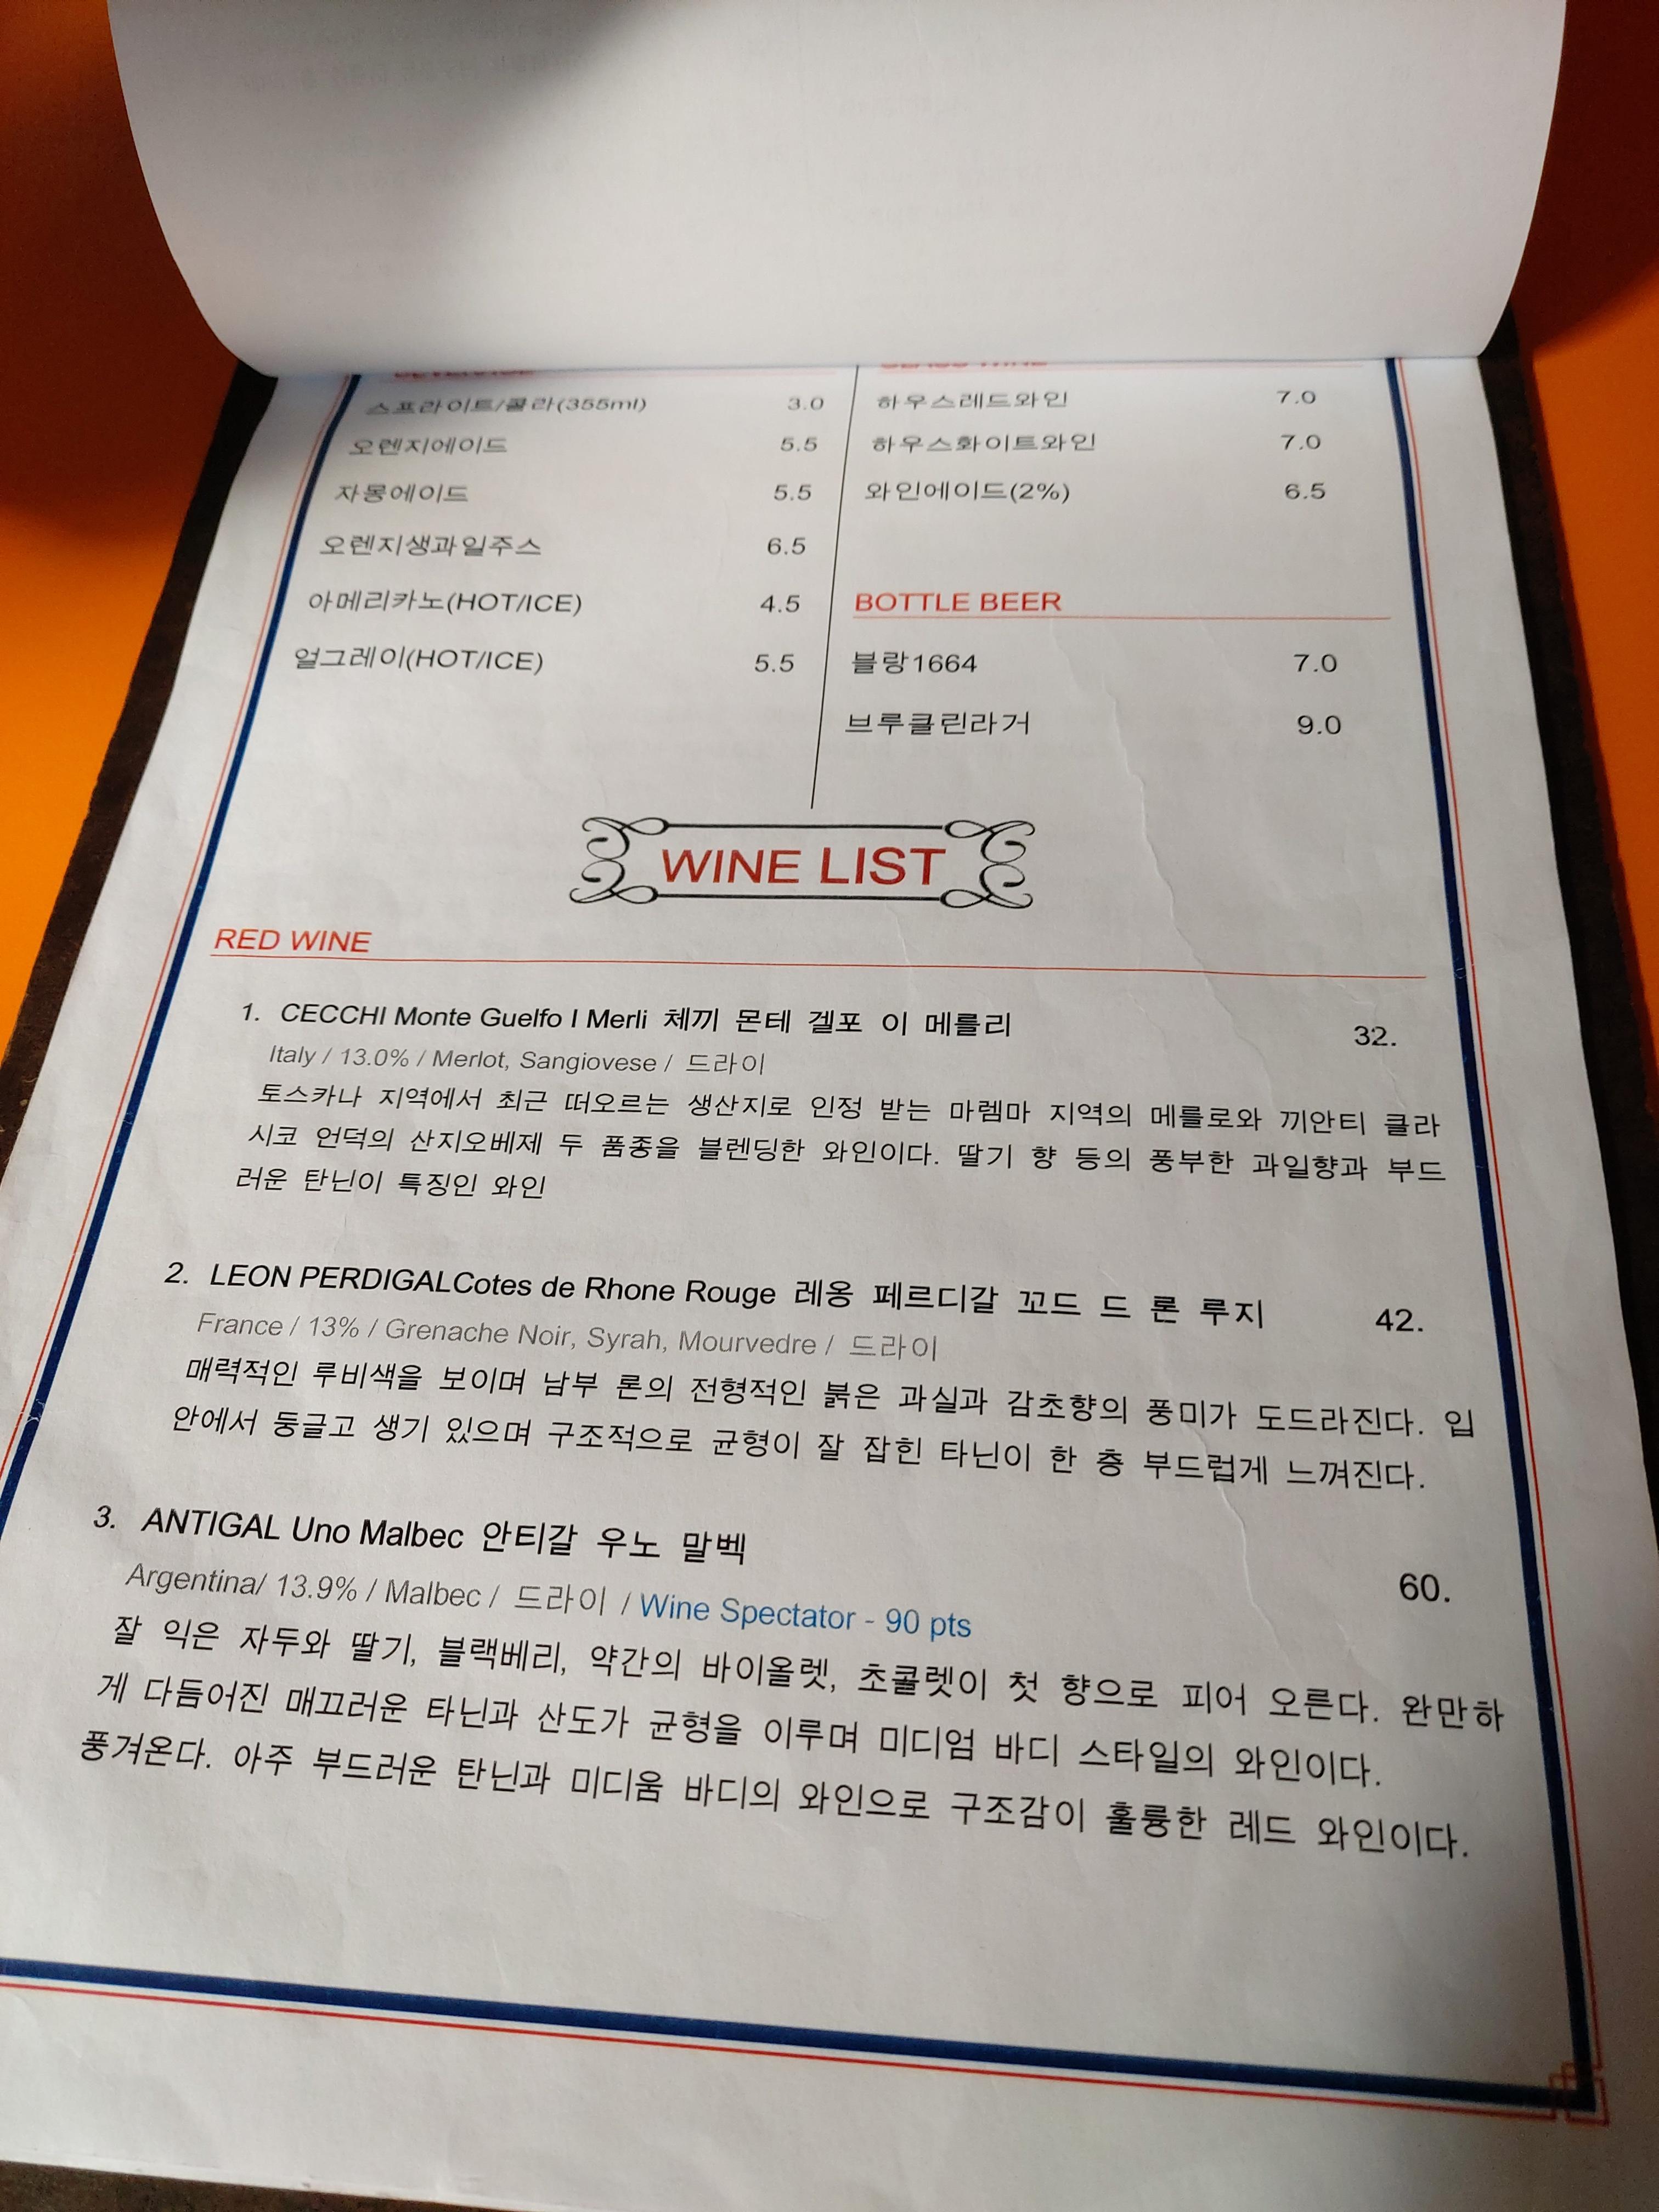 스프라이트/콜라(355ml) 3.0
오렌지에이드 5.5
자몽에이드 5.5
오렌지생과일주스 6.5
아메리카노(HOT/ICE) 4.5
얼그레이(HOT/ICE) 5.5
하우스레드와인 7.0
하우스화이트와인 7.0
와인에이드(2%) 6.5
BOTTLE BEER
블랑1664 7.0
브루클린라거 9.0
WINE LIST
RED WINE
1. CECCHI Monte Guelfo I Merli 체끼 몬테 겔포 이 메를리 32.
Italy / 13.0% / Merlot, Sangiovese / 드라이
토스카나 지역에서 최근 떠오르는 생산지로 인정 받는 마렘마 지역의 메를로와 끼안티 클라
시코 언덕의 산지오베제 두 품종을 블렌딩한 와인이다. 딸기 향 등의 풍부한 과일향과 부드
러운 탄닌이 특징인 와인
2. LEON PERDIGALCotes de Rhone Rouge 레옹 페르디갈 꼬드 드 론 루지 42.
France / 13% / Grenache Noir, Syrah, Mourvedre / 드라이
매력적인 루비색을 보이며 남부 론의 전형적인 붉은 과실과 감초향의 풍미가 도드라진다. 입
안에서 둥글고 생기 있으며 구조적으로 균형이 잘 잡힌 타닌이 한 층 부드럽게 느껴진다.
3. ANTIGAL Uno Malbec 안티갈 우노 말벡 60.
Argentina/ 13.9% / Malbec / 드라이 / Wine Spectator - 90 pts
잘 익은 자두와 딸기, 블랙베리, 약간의 바이올렛, 초콜렛이 첫 향으로 피어 오른다. 완만하
게 다듬어진 매끄러운 타닌과 산도가 균형을 이루며 미디엄 바디 스타일의 와인이다.
풍겨온다. 아주 부드러운 탄닌과 미디움 바디의 와인으로 구조감이 훌륭한 레드 와인이다.